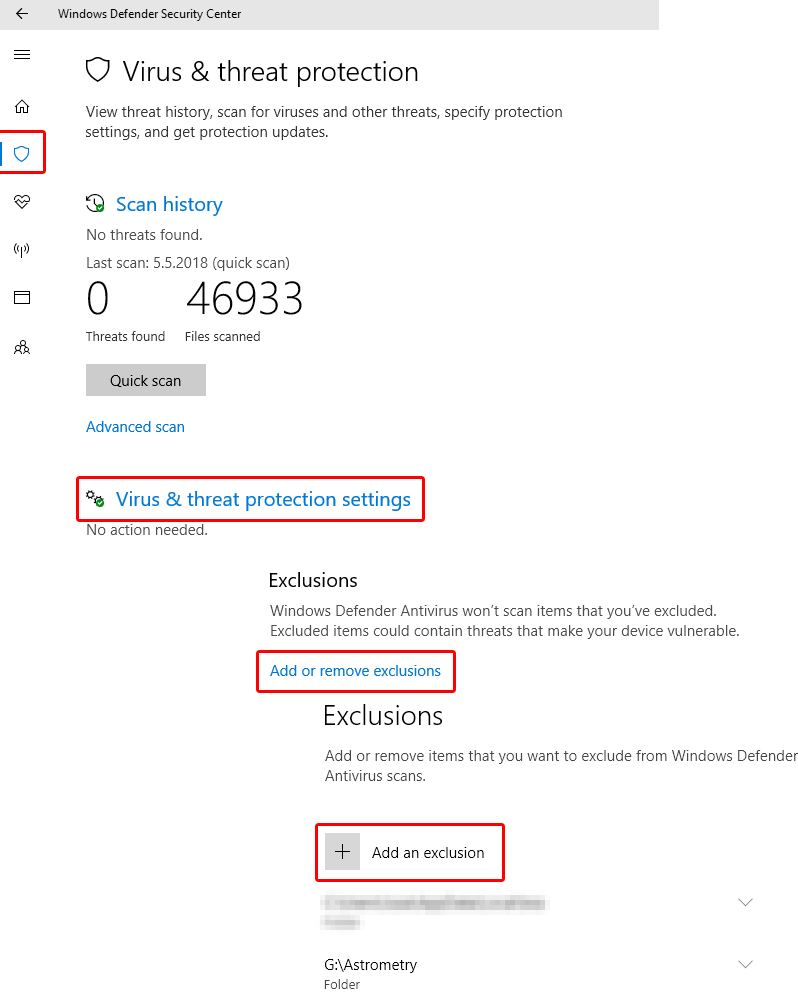 Windows Defender Security Center
Virus & threat protection
View threat history, scan for viruses and other threats, specify protection
settings, and get protection updates.
Scan history
No threats found.
Last scan: 5.5.2018 (quick scan)
0 46933
Threats found Files scanned
Quick scan
Advanced scan
Virus & threat protection settings
No action needed.
Exclusions
Windows Defender Antivirus won’t scan items that you’ve excluded.
Excluded items could contain threats that make your device vulnerable.
Add or remove exclusions
Exclusions
Add or remove items that you want to exclude from Windows Defender
Antivirus scans.
Add an exclusion
G:\Astrometry
Folder